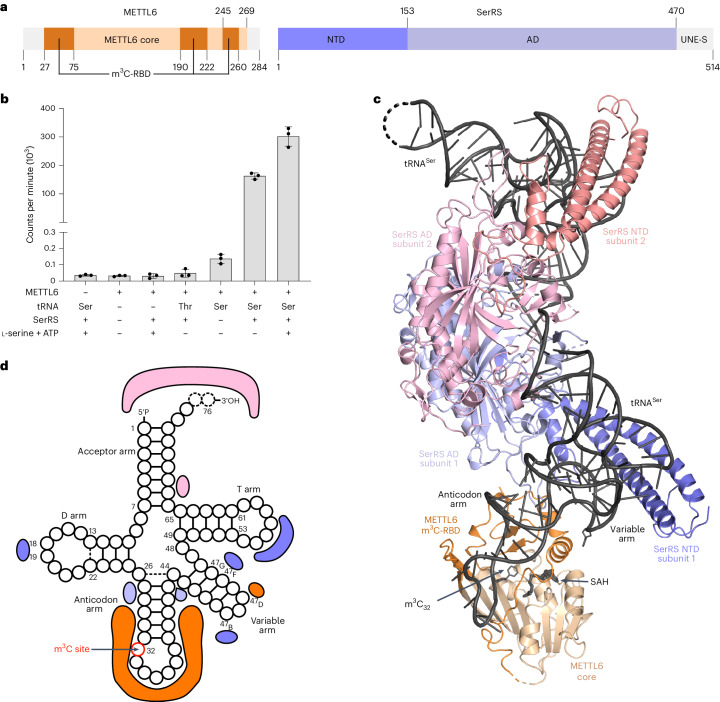 a
METTL6
245
269
METTL6 core
1
27
75
190
222
260
284
m³C-RBD
153
SerRS
470
NTD
AD
UNE-S
1
514
b
Counts per minute (10³)
400
300
200
100
0.3
0.2
0.1
0
METTL6 – + + + + + +
tRNA Ser – – Thr Ser Ser Ser
SerRS + – + + – + +
L-serine + ATP + – + – – – +
c
tRNASer
SerRS NTD
subunit 2
SerRS AD
subunit 2
tRNASer
SerRS AD
subunit 1
Anticodon
arm
METTL6
m³C-RBD
Variable
arm
SerRS NTD
subunit 1
SAH
m³C32
METTL6
core
d
5′P
3′OH
76
1
Acceptor arm
7
T arm
D arm
65
61
53
13
18
19
49
48
22
26
44
47G
47F
47D
47B
Anticodon
arm
Variable
arm
m³C site
32